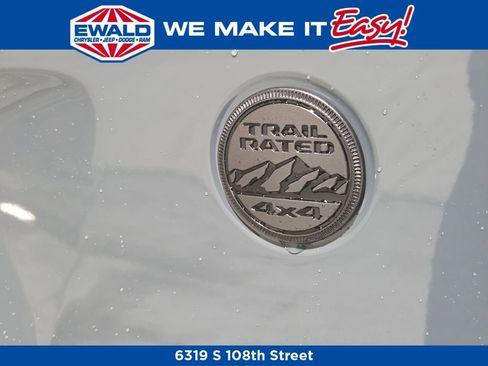 EWALD
CHRYSLER • JEEP • DODGE • RAM
WE MAKE IT Easy!
TRAIL
RATED
4x4
6319 S 108th Street